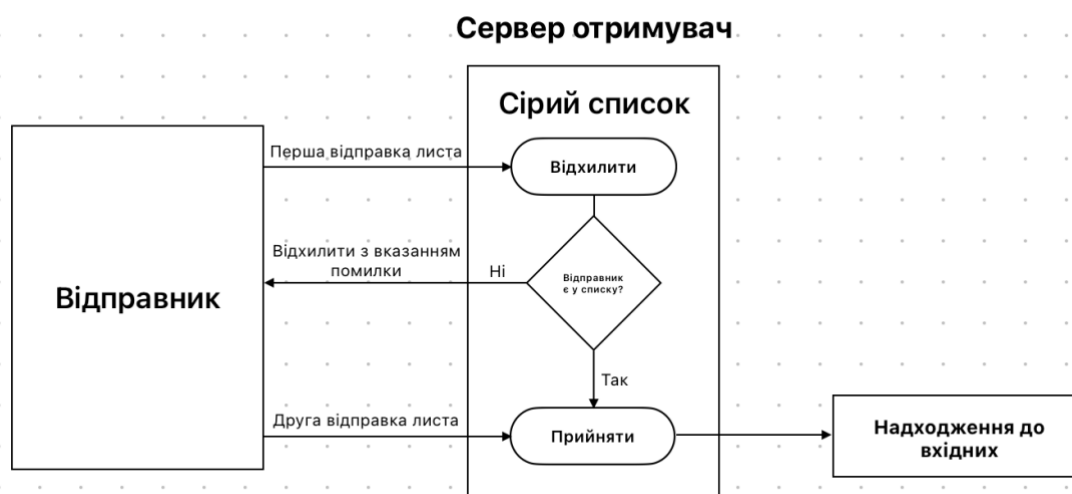 Сервер отримувач
Сірий список
Перша відправка листа
Відхилити
Відхилити з вказанням
помилки
Ні
Відправник
є у списку?
Відправник
Так
Друга відправка листа
Прийняти
Надходження до
вхідних